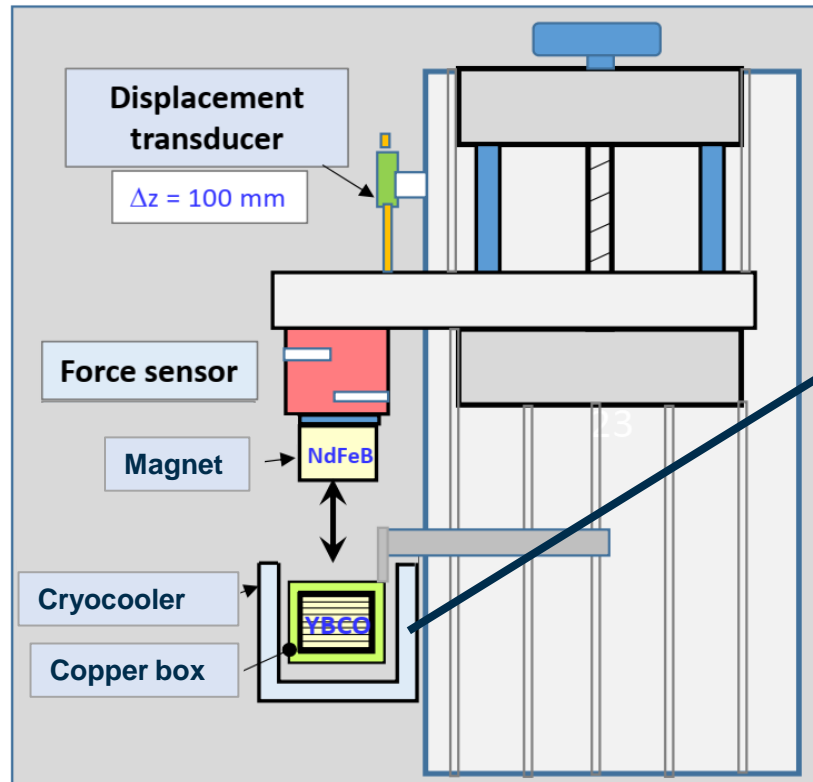 Displacement
transducer
Δz = 100 mm
Force sensor
23
Magnet
NdFeB
Cryocooler
YBCO
Copper box